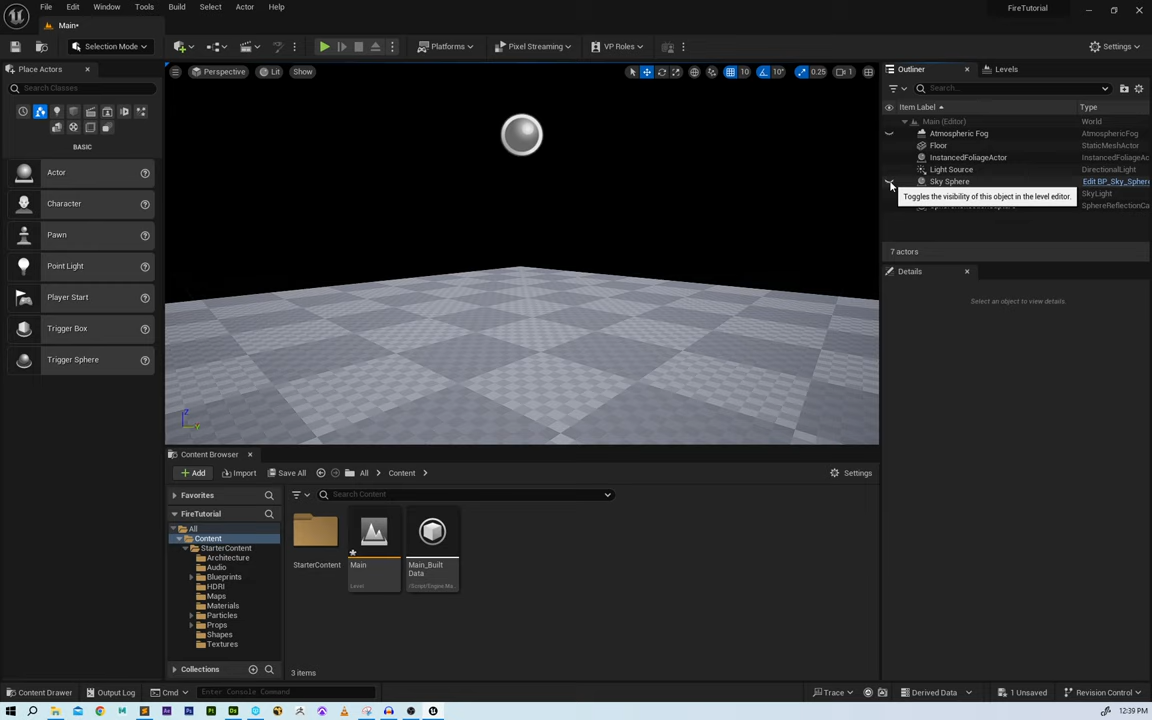 File Edit Window Tools Build Select Actor Help
FireTutorial
Main•
Selection Mode
Platforms
Pixel Streaming
VP Roles
Settings
Place Actors
Search Classes
BASIC
Actor
Character
Pawn
Point Light
Player Start
Trigger Box
Trigger Sphere
Perspective
Lit
Show
10
10°
0.25
1
Z
Y
Outliner
Levels
Search...
Item Label
Type
Main (Editor)
World
Atmospheric Fog
AtmosphericFog
Floor
StaticMeshActor
InstancedFoliageActor
InstancedFoliageAc
Light Source
DirectionalLight
Sky Sphere
Edit BP_Sky_Sphere
SkyLight
Toggles the visibility of this object in the level editor.
SphereReflectionCa
7 actors
Details
Select an object to view details.
Content Browser
Add
Import
Save All
All
Content
Settings
Favorites
FireTutorial
All
Content
StarterContent
Architecture
Audio
Blueprints
HDRI
Maps
Materials
Particles
Props
Shapes
Textures
Collections
Search Content
StarterContent
Main
Level
Main_Built
Data
/Script/Engine.Ma...
3 items
Content Drawer
Output Log
Cmd
Enter Console Command
Trace
Derived Data
1 Unsaved
Revision Control
12:39 PM